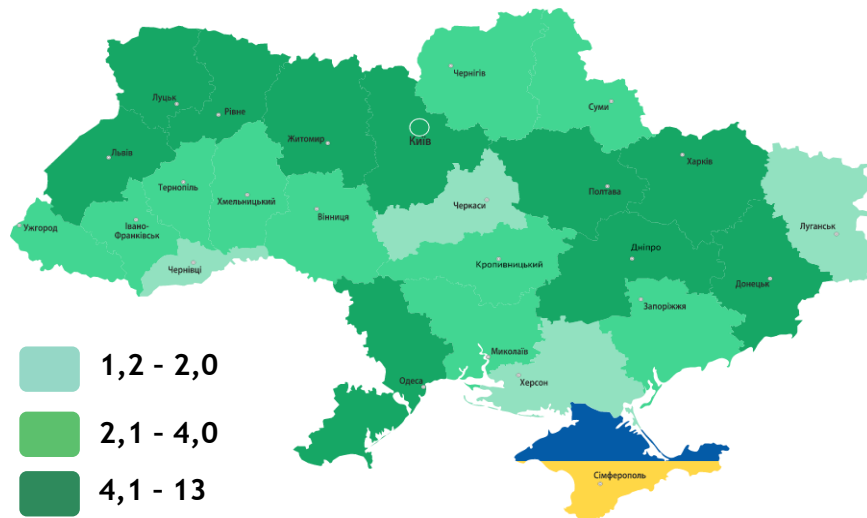 Чернігів
Луцьк
Рівне
Суми
Житомир
Київ
Львів
Харків
Тернопіль
Хмельницький
Полтава
Черкаси
Вінниця
Івано-
Франківськ
Ужгород
Луганськ
Дніпро
Чернівці
Кропивницький
Донецьк
Запоріжжя
Миколаїв
Херсон
Одеса
Сімферополь
1,2 - 2,0
2,1 - 4,0
4,1 - 13